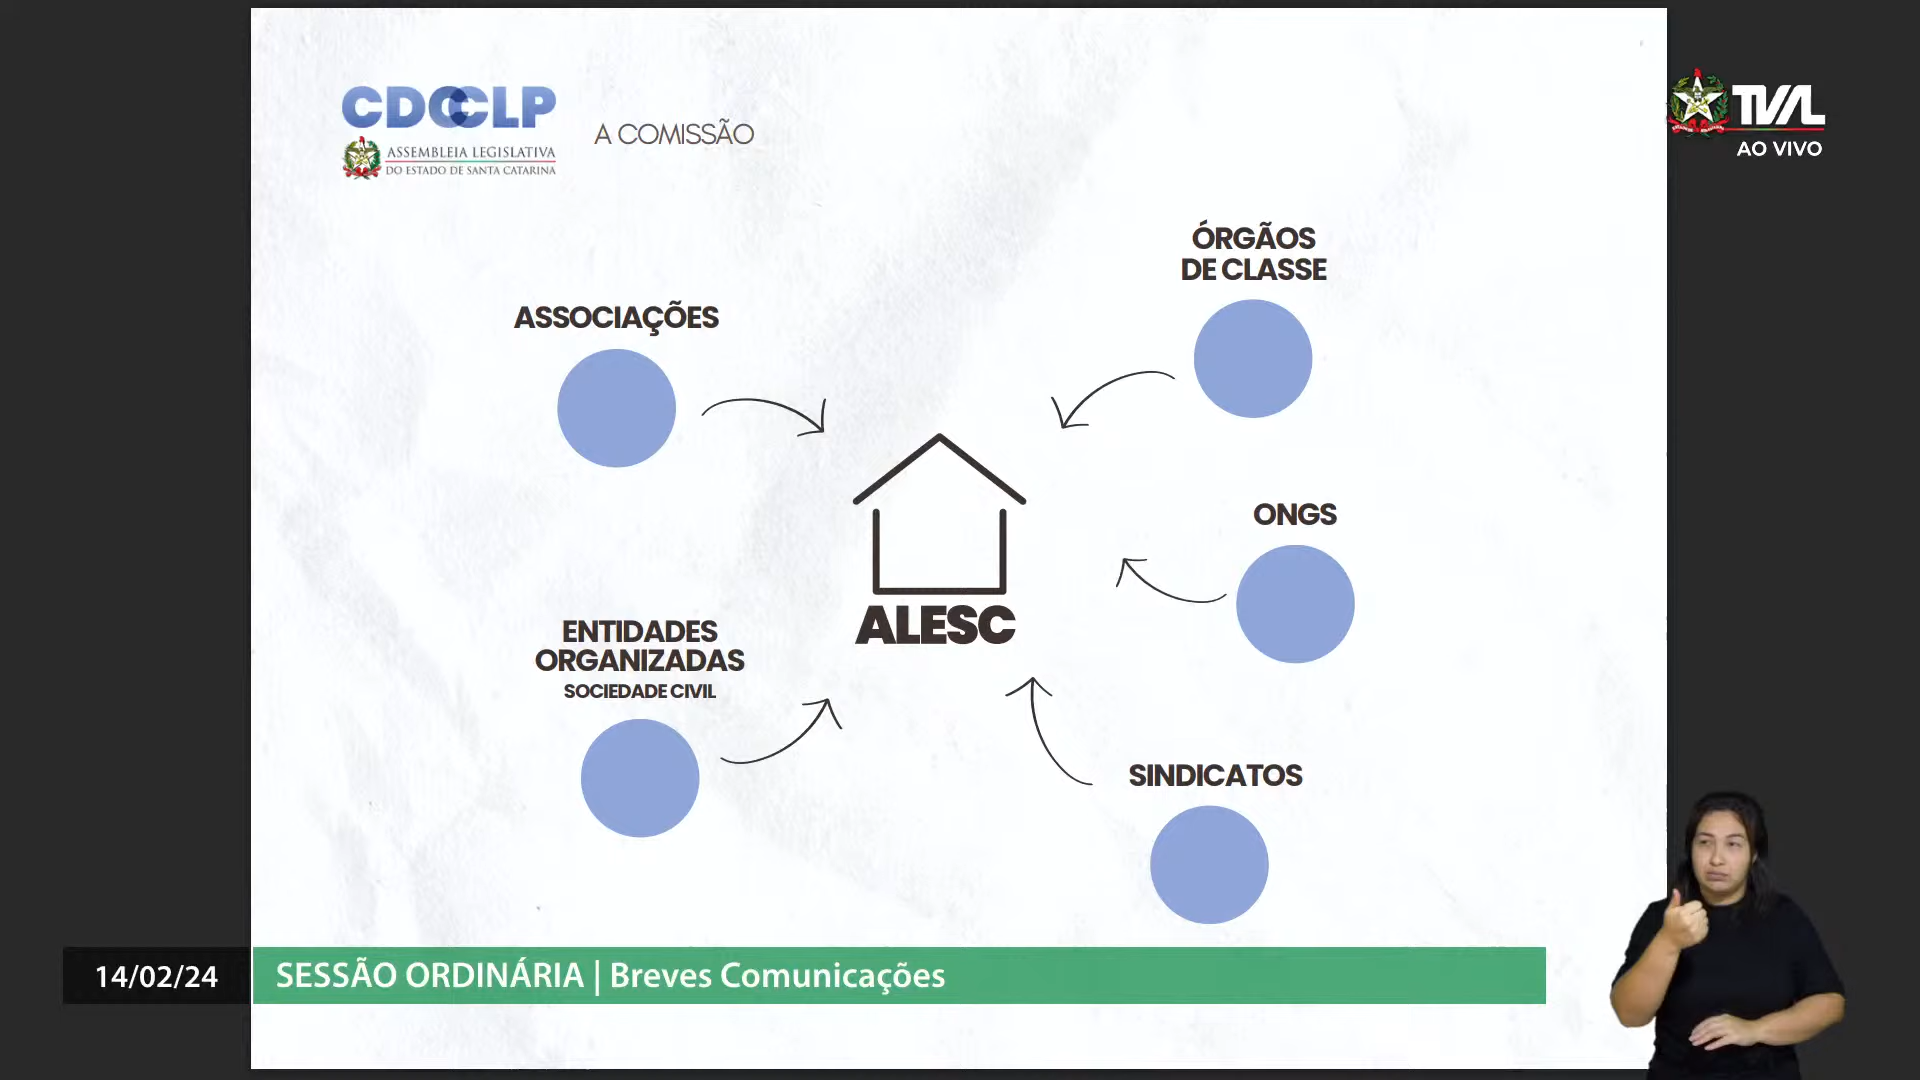 CDCCLP
ASSEMBLEIA LEGISLATIVA
DO ESTADO DE SANTA CATARINA
A COMISSÃO
TVAL
AO VIVO
ÓRGÃOS
DE CLASSE
ASSOCIAÇÕES
ONGS
ALESC
ENTIDADES
ORGANIZADAS
SOCIEDADE CIVIL
SINDICATOS
14/02/24
SESSÃO ORDINÁRIA | Breves Comunicações